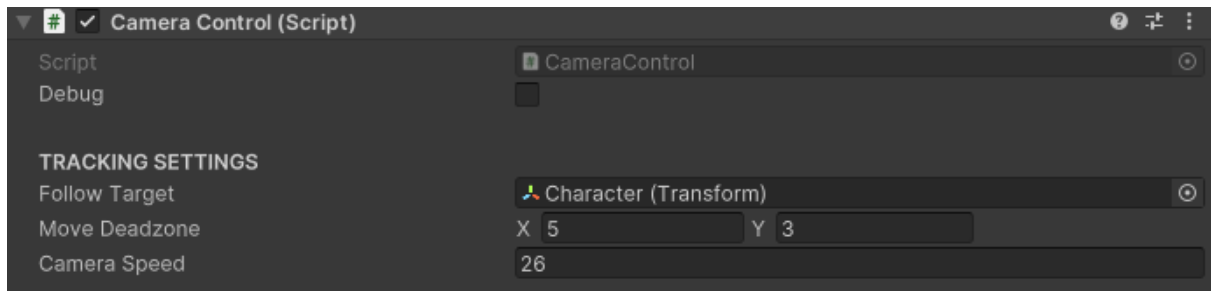 # Camera Control (Script)
Script # CameraControl
Debug
TRACKING SETTINGS
Follow Target Character (Transform)
Move Deadzone X 5 Y 3
Camera Speed 26